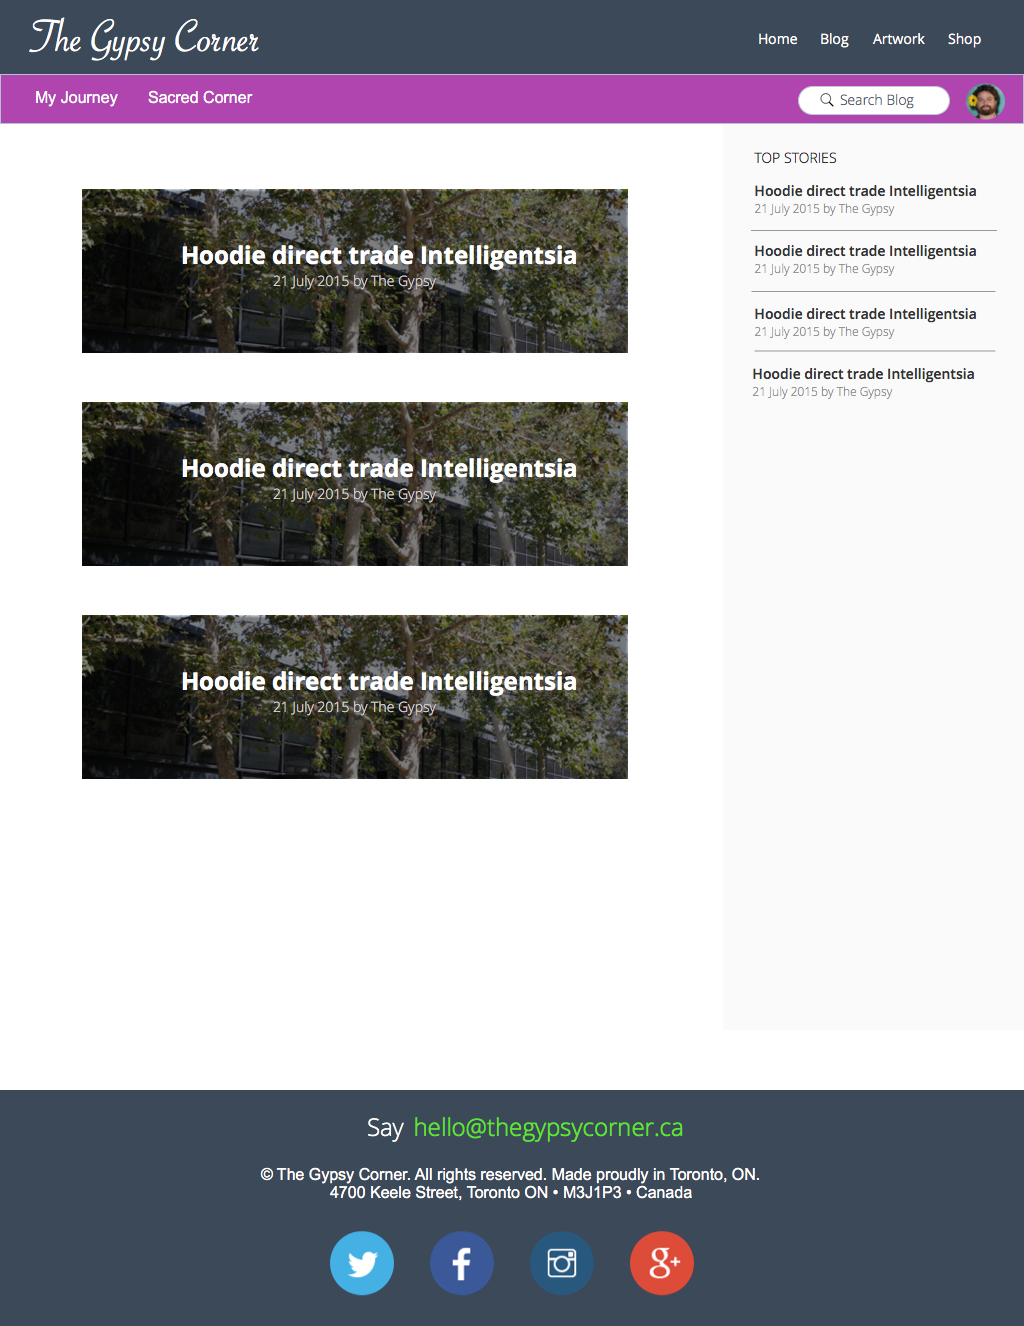 The Gypsy Corner
Home Blog Artwork Shop
My Journey Sacred Corner
Search Blog
Hoodie direct trade Intelligentsia
21 July 2015 by The Gypsy
Hoodie direct trade Intelligentsia
21 July 2015 by The Gypsy
Hoodie direct trade Intelligentsia
21 July 2015 by The Gypsy
TOP STORIES
Hoodie direct trade Intelligentsia
21 July 2015 by The Gypsy
Hoodie direct trade Intelligentsia
21 July 2015 by The Gypsy
Hoodie direct trade Intelligentsia
21 July 2015 by The Gypsy
Hoodie direct trade Intelligentsia
21 July 2015 by The Gypsy
Say hello@thegypsycorner.ca
© The Gypsy Corner. All rights reserved. Made proudly in Toronto, ON.
4700 Keele Street, Toronto ON • M3J1P3 • Canada